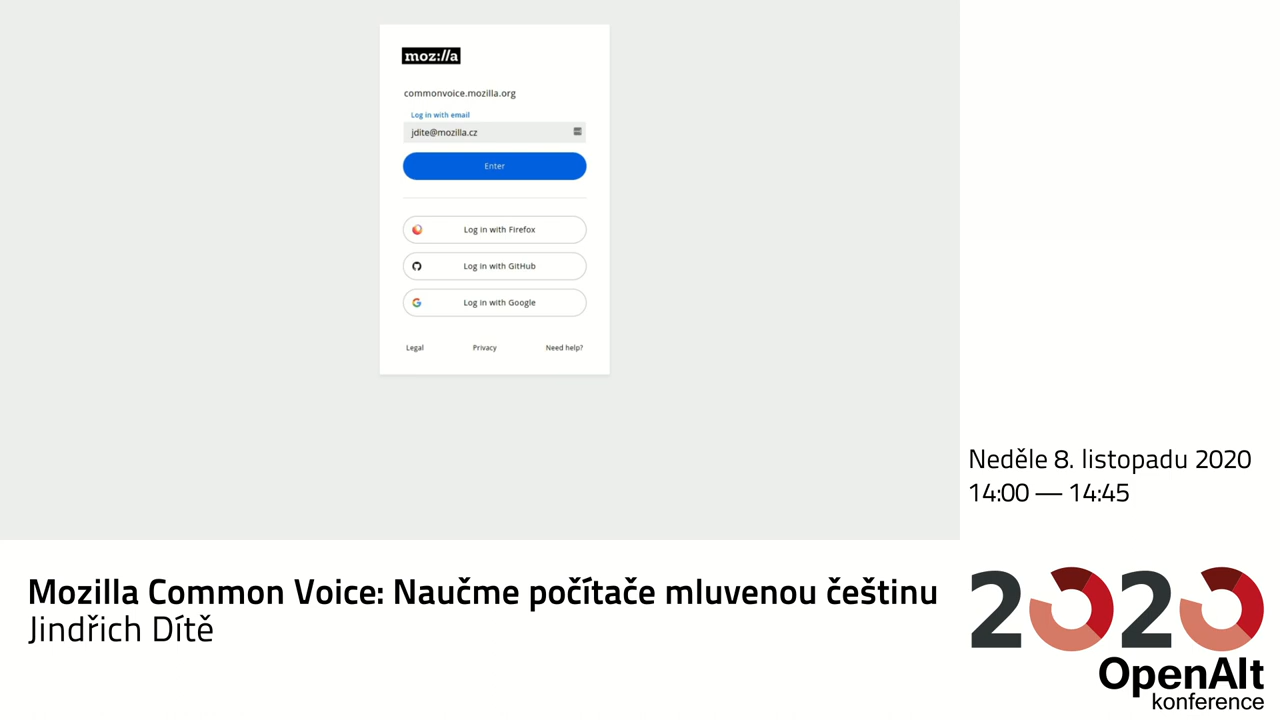 moz://a
commonvoice.mozilla.org
Log in with email
jdite@mozilla.cz
Enter
Log in with Firefox
Log in with GitHub
Log in with Google
Legal Privacy Need help?
Neděle 8. listopadu 2020
14:00 — 14:45
Mozilla Common Voice: Naučme počítače mluvenou češtinu
Jindřich Dítě
2020
OpenAlt
konference